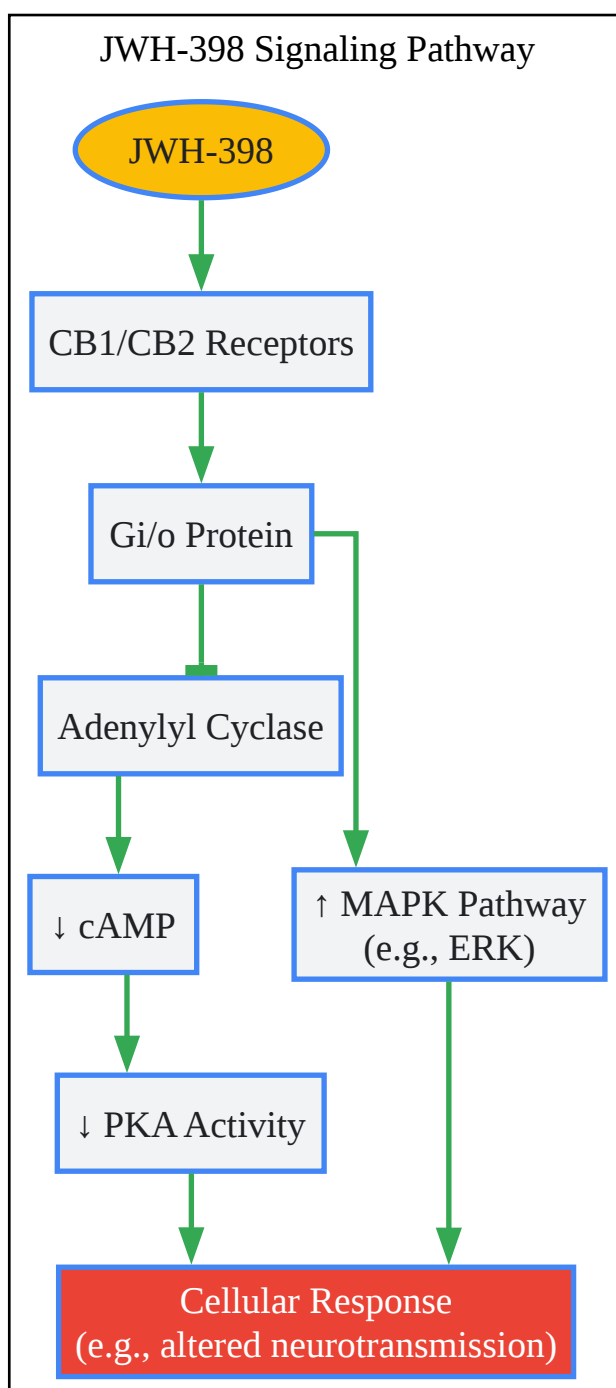 JWH-398 Signaling Pathway
JWH-398
CB1/CB2 Receptors
Gi/o Protein
Adenylyl Cyclase
↓ cAMP
↑ MAPK Pathway
(e.g., ERK)
↓ PKA Activity
Cellular Response
(e.g., altered neurotransmission)